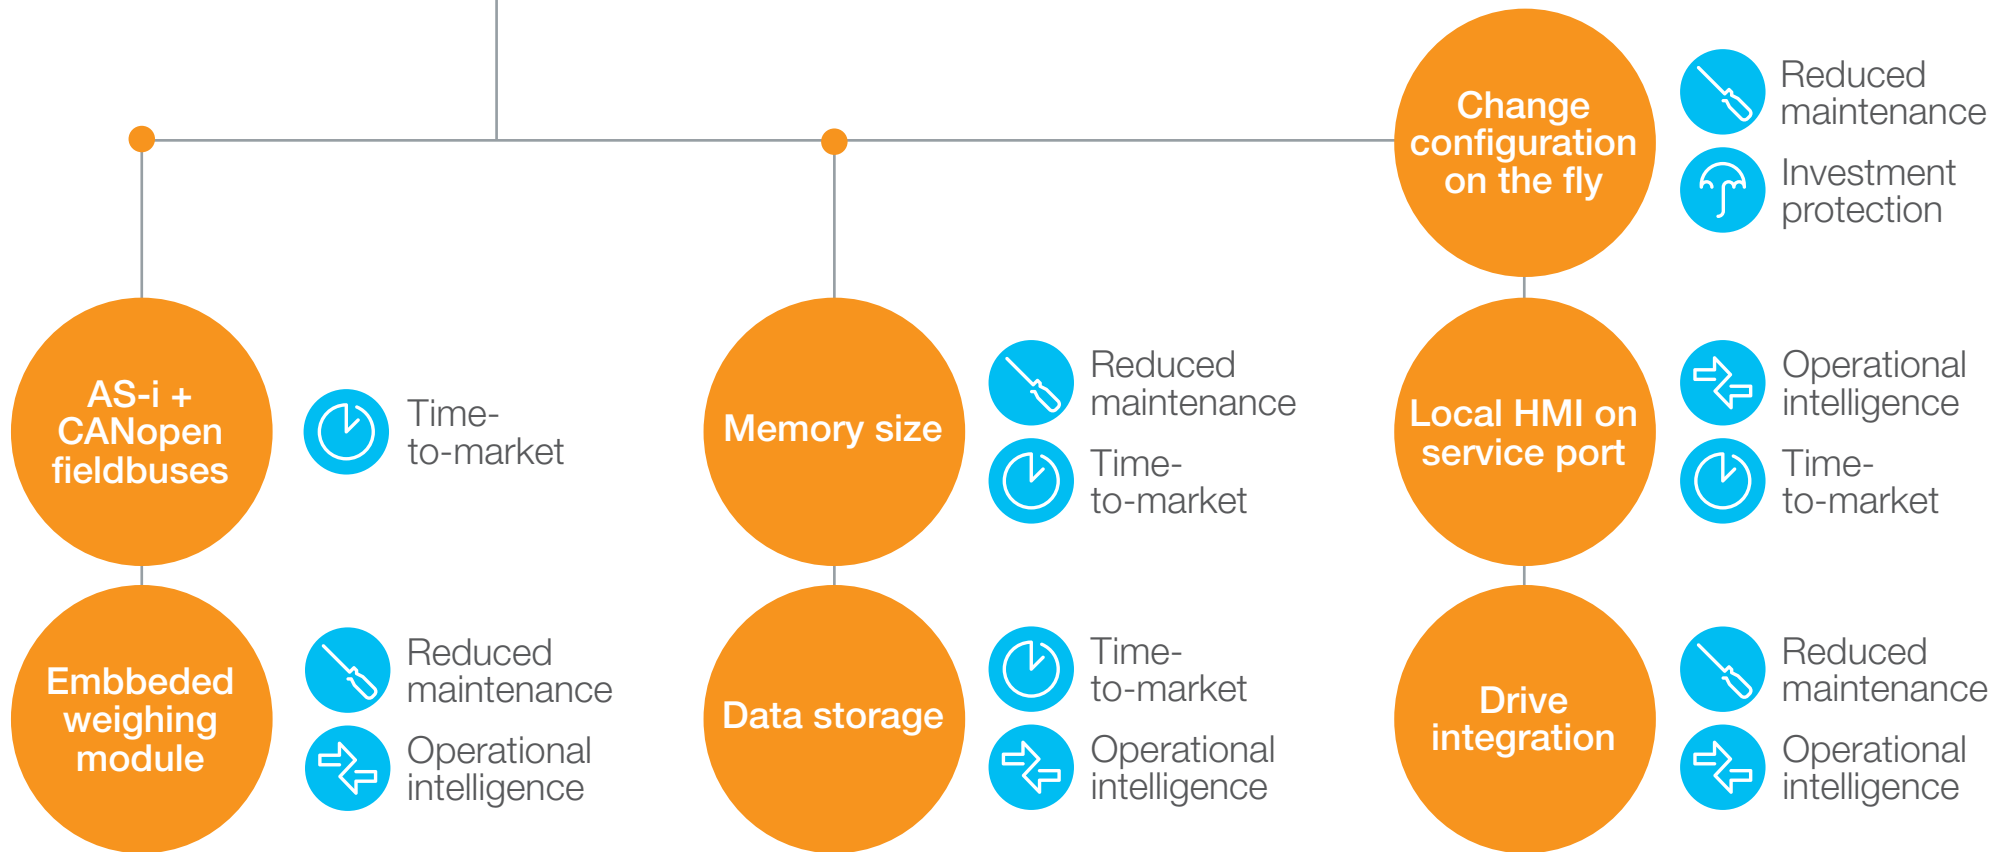 Change
configuration
on the fly
Reduced
maintenance
Investment
protection
AS-i +
CANopen
fieldbuses
Time-
to-market
Memory size
Reduced
maintenance
Time-
to-market
Local HMI on
service port
Operational
intelligence
Time-
to-market
Embbeded
weighing
module
Reduced
maintenance
Operational
intelligence
Data storage
Time-
to-market
Operational
intelligence
Drive
integration
Reduced
maintenance
Operational
intelligence